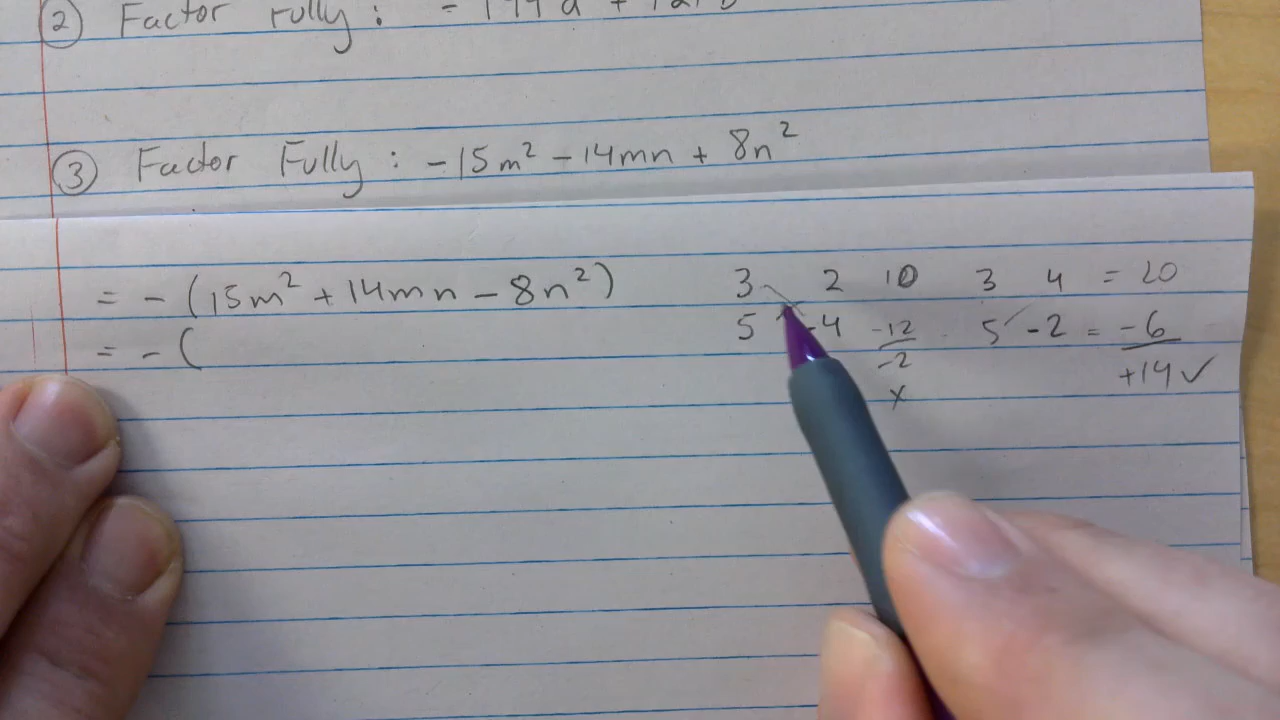 ② Factor Fully :
③ Factor Fully : -15m² - 14mn + 8n²
= - (15m² + 14mn - 8n²)
= - (
3 2 10 3 4 = 20
5 -4 -12 5 -2 = -6
-2 +14 ✓
x